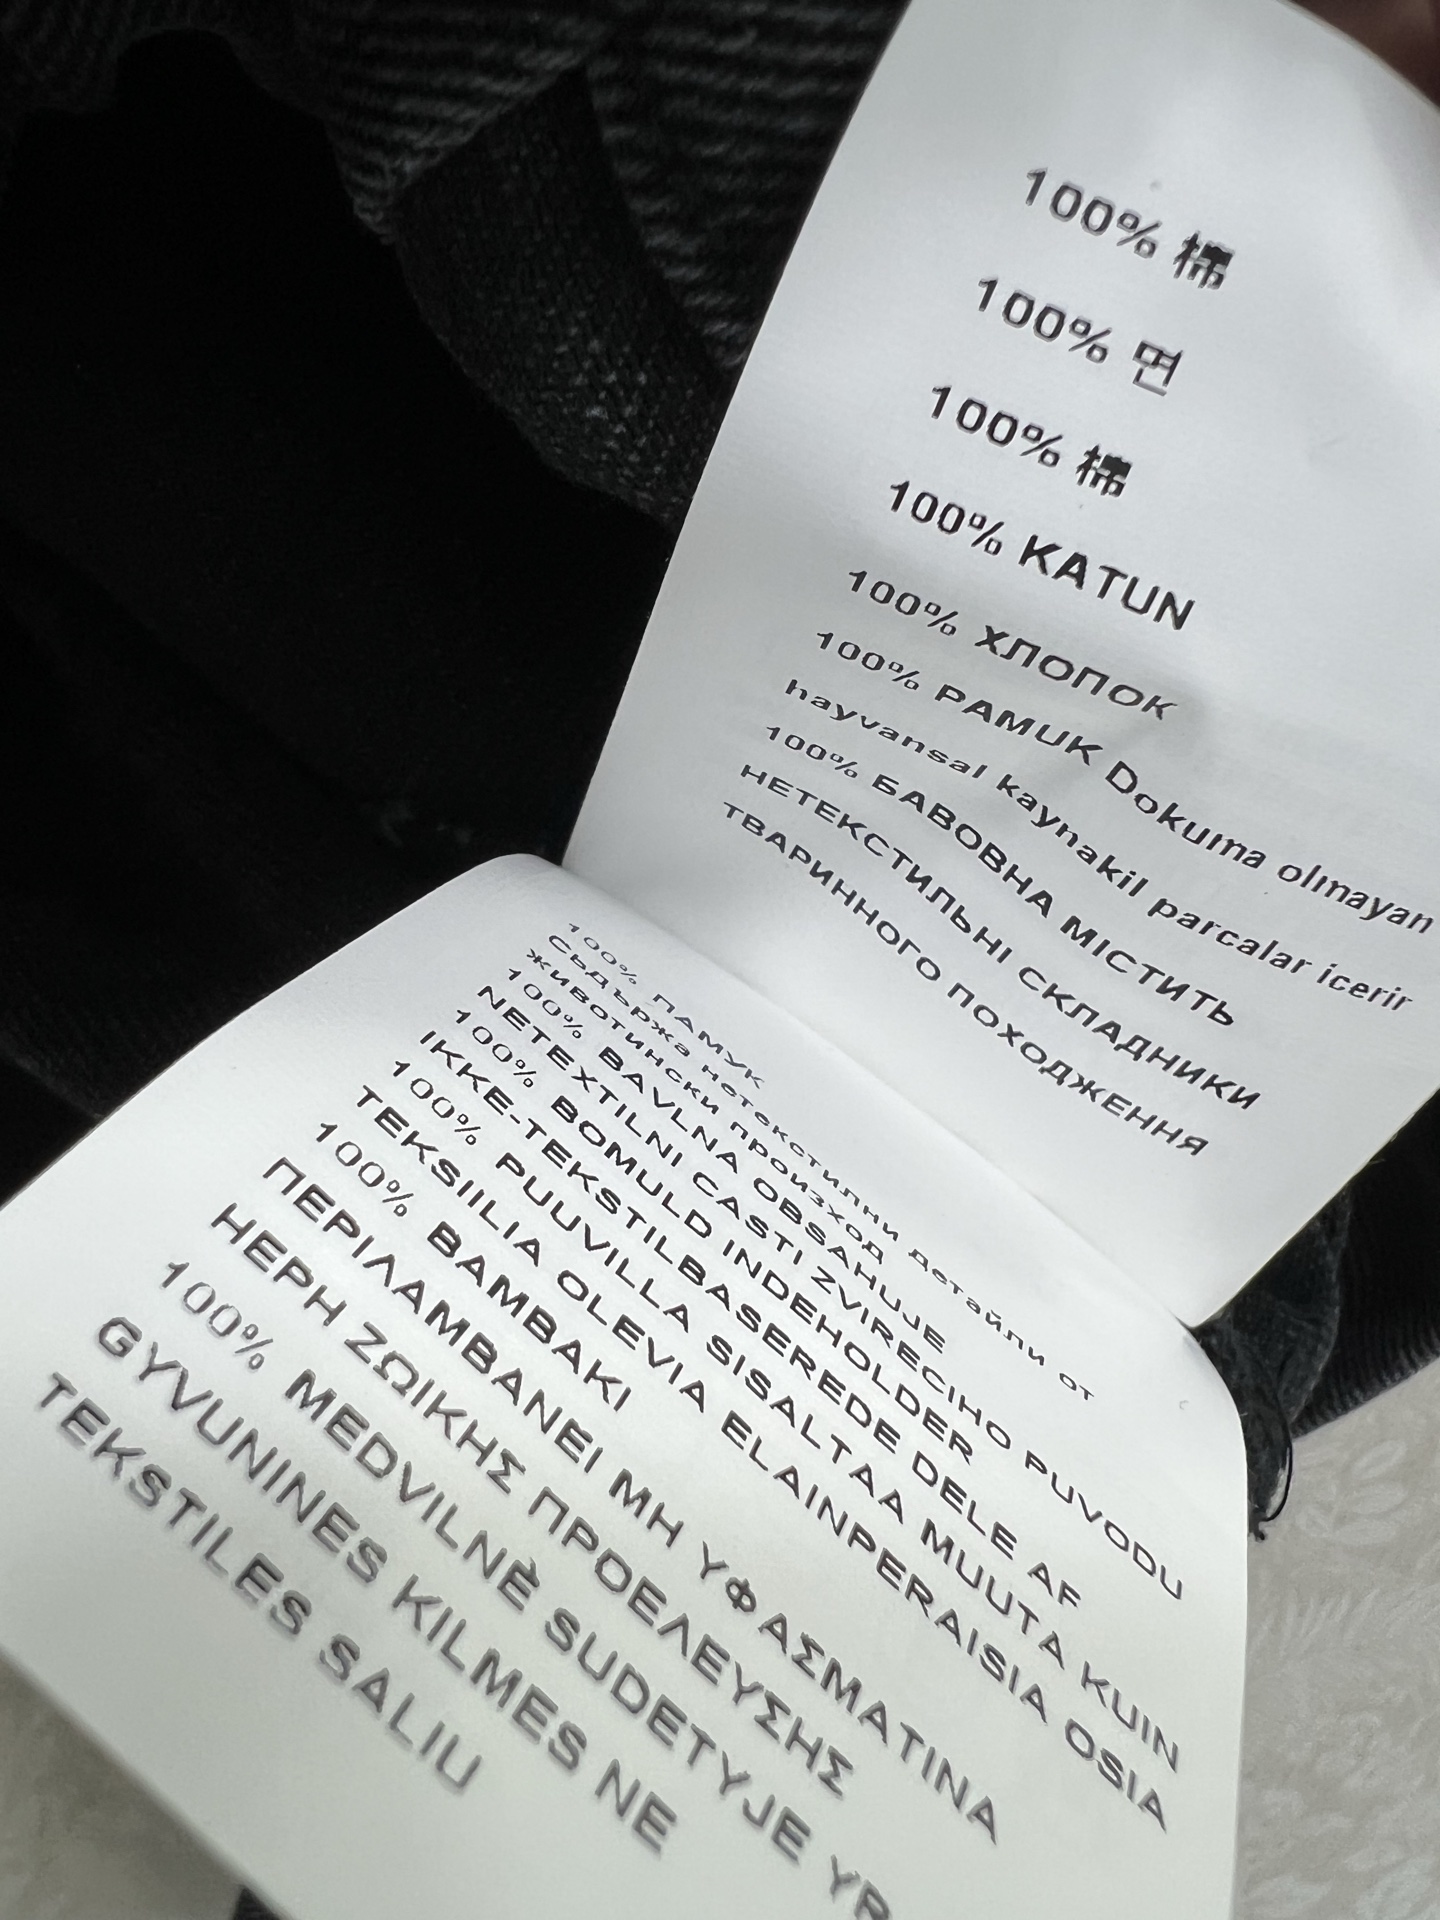 100% 棉
100% 면
100% 棉
100% KATUN
100% ХЛОПОК
100% PAMUK Dokuma olmayan
hayvansal kaynakil parcalar icerir
100% БАВОВНА МІСТИТЬ
НЕТЕКСТИЛЬНІ СКЛАДНИКИ
ТВАРИННОГО ПОХОДЖЕННЯ
100% ПАМУК
Съдържа нетекстилни детайли от
животински произход
100% BAVLNA OBSAHUJE
NETEXTILNI CASTI ZVIRECIHO PUVODU
100% BOMULD INDEHOLDER
IKKE-TEKSTILBASEREDE DELE AF
100% PUUVILLA SISALTAA MUUTA KUIN
TEKSIILIA OLEVIA ELAINPERAISIA OSIA
100% BAMBAKI
ΠΕΡΙΛΑΜΒΑΝΕΙ ΜΗ ΥΦΑΣΜΑΤΙΝΑ
ΗΕΡΗ ΖΩΙΚΗΣ ΠΡΟΕΛΕΥΣΗΣ
100% MEDVILNĖ SUDETYJE YR
GYVUNINES KILMES NE
TEKSTILES SALIU